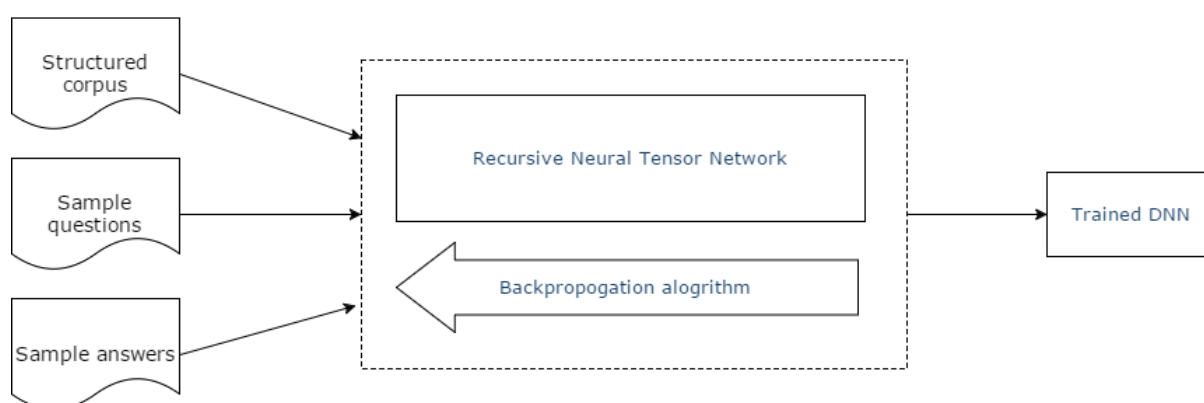 Structured
corpus
Sample
questions
Sample answers
Recursive Neural Tensor Network
Backpropogation alogrithm
Trained DNN